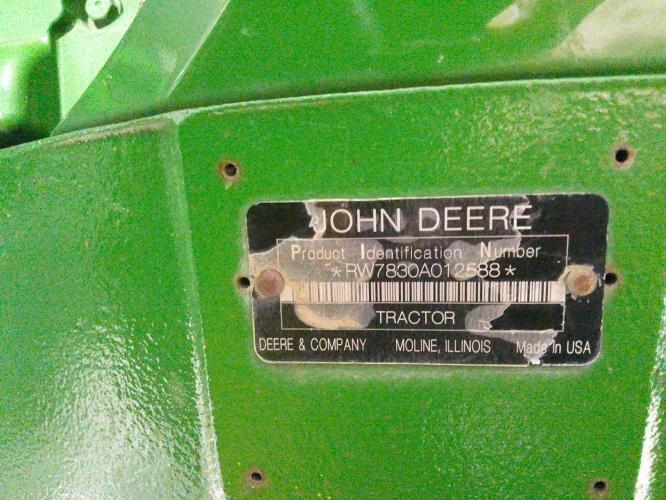 JOHN DEERE
Product Identification Number
*RW7830A012588*
TRACTOR
DEERE & COMPANY MOLINE, ILLINOIS Made in USA